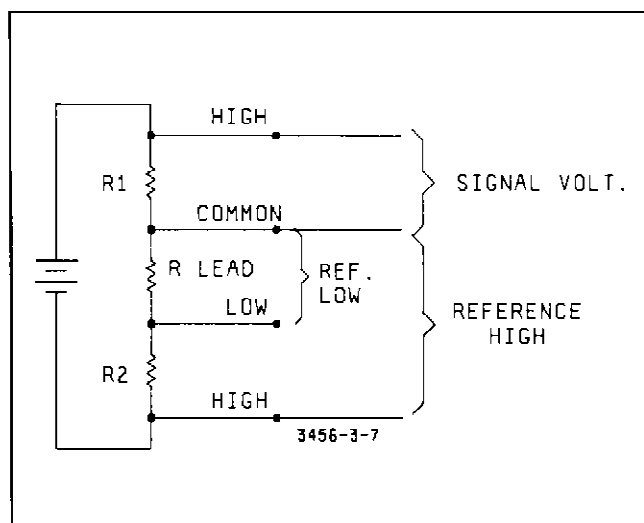 HIGH
SIGNAL VOLT.
R1
COMMON
R LEAD
REF.
LOW
LOW
REFERENCE
HIGH
R2
HIGH
3456-3-7